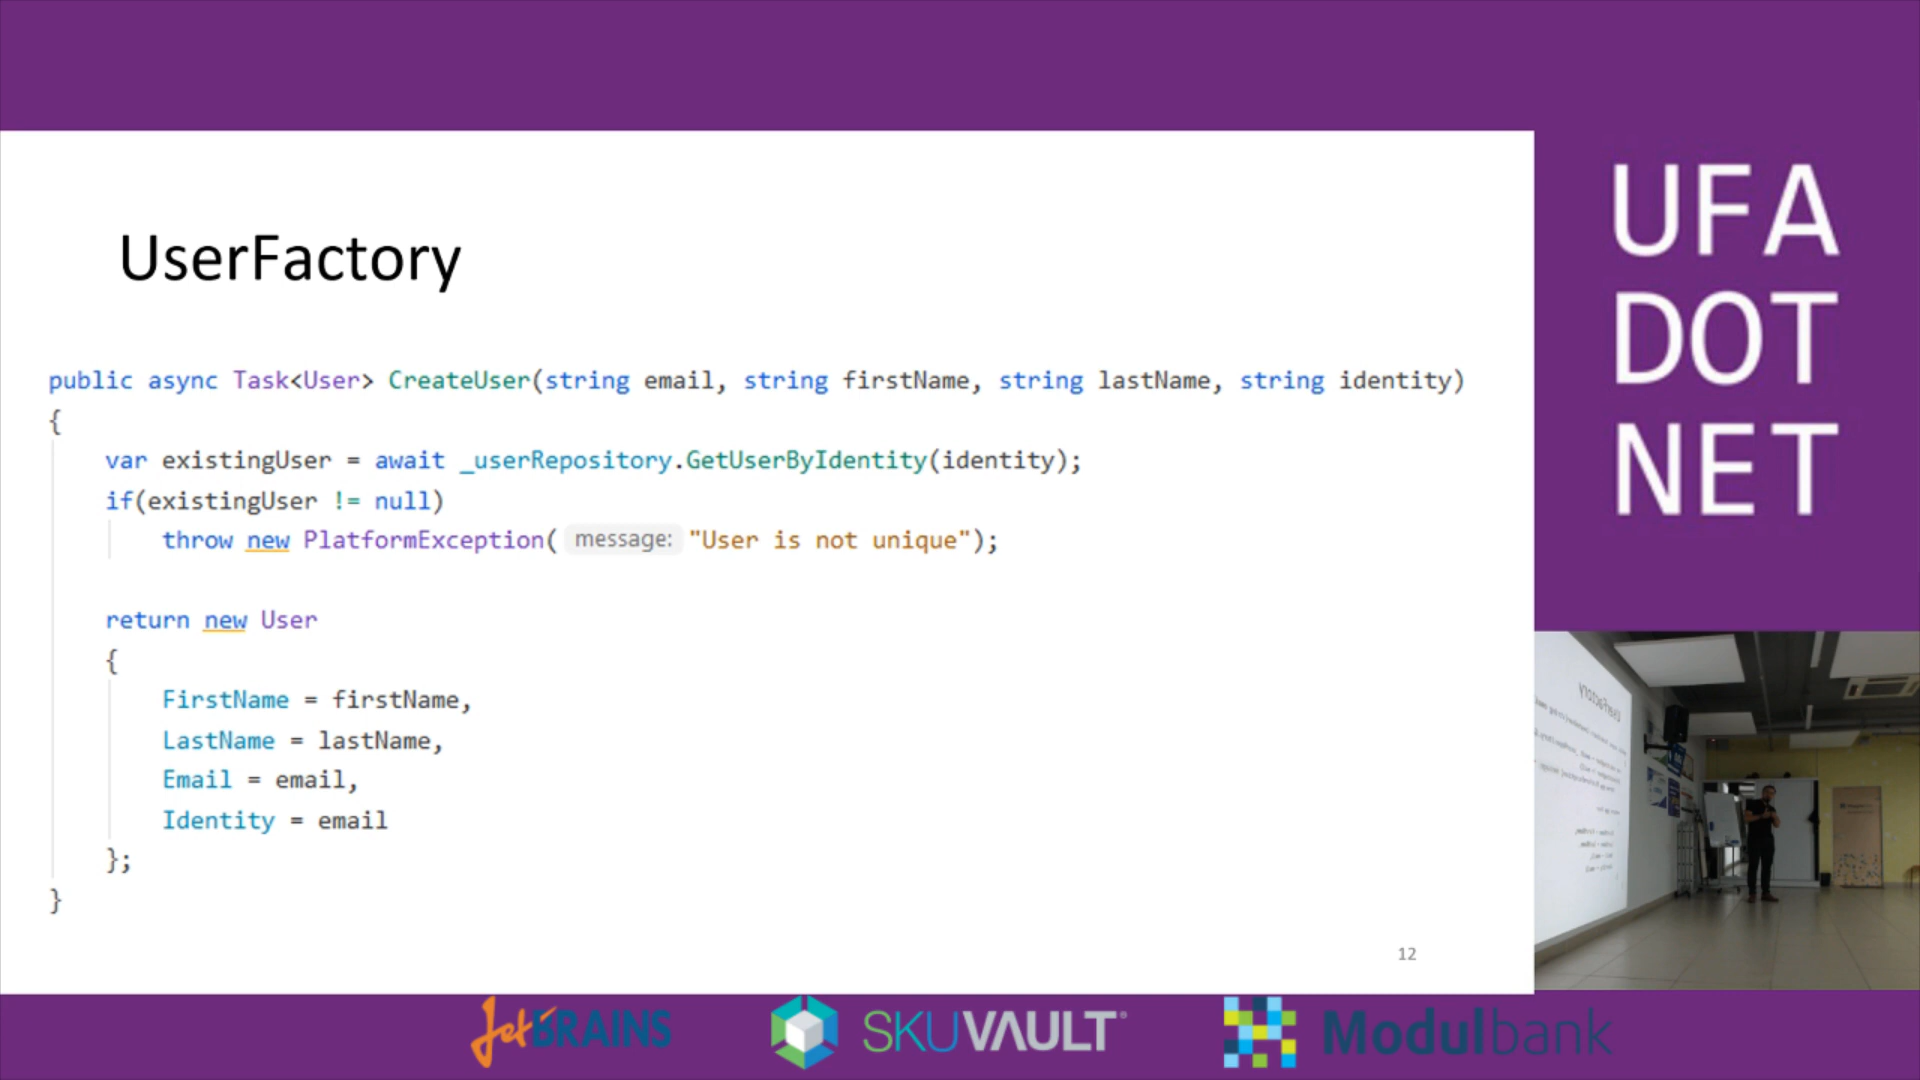 UserFactory
public async Task<User> CreateUser(string email, string firstName, string lastName, string identity)
{
var existingUser = await _userRepository.GetUserByIdentity(identity);
if(existingUser != null)
throw new PlatformException( message: "User is not unique");
return new User
{
FirstName = firstName,
LastName = lastName,
Email = email,
Identity = email
};
}
12
UFA
DOT
NET
UserFactory
JetBRAINS
SKUVAULT®
Modulbank